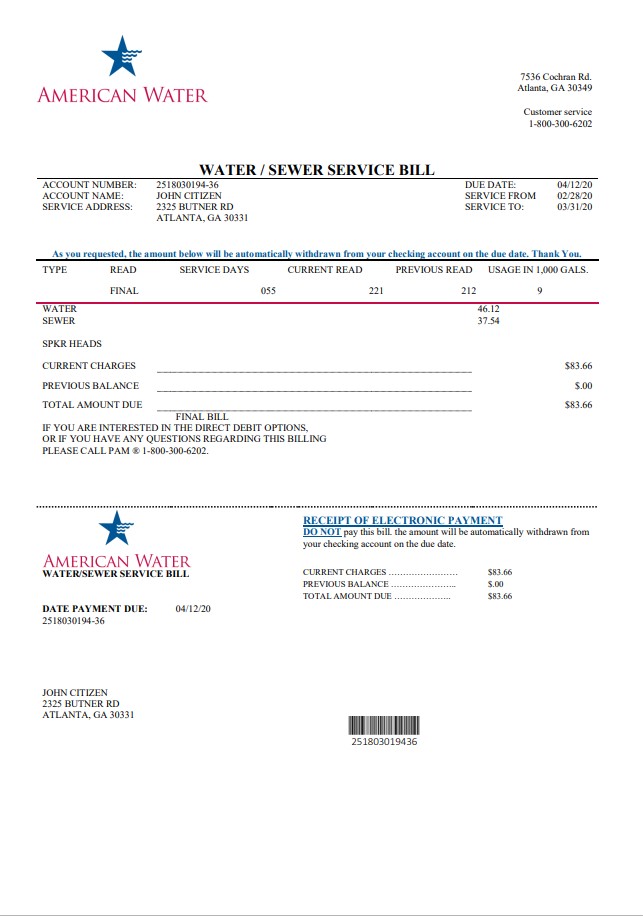 AMERICAN WATER
7536 Cochran Rd.
Atlanta, GA 30349
Customer service
1-800-300-6202
WATER / SEWER SERVICE BILL
ACCOUNT NUMBER: 2518030194-36 DUE DATE: 04/12/20
ACCOUNT NAME: JOHN CITIZEN SERVICE FROM 02/28/20
SERVICE ADDRESS: 2325 BUTNER RD SERVICE TO: 03/31/20
ATLANTA, GA 30331
As you requested, the amount below will be automatically withdrawn from your checking account on the due date. Thank You.
TYPE READ SERVICE DAYS CURRENT READ PREVIOUS READ USAGE IN 1,000 GALS.
FINAL 055 221 212 9
WATER 46.12
SEWER 37.54
SPKR HEADS
CURRENT CHARGES $83.66
PREVIOUS BALANCE $.00
TOTAL AMOUNT DUE $83.66
FINAL BILL
IF YOU ARE INTERESTED IN THE DIRECT DEBIT OPTIONS,
OR IF YOU HAVE ANY QUESTIONS REGARDING THIS BILLING
PLEASE CALL PAM ® 1-800-300-6202.
AMERICAN WATER
WATER/SEWER SERVICE BILL
DATE PAYMENT DUE: 04/12/20
2518030194-36
RECEIPT OF ELECTRONIC PAYMENT
DO NOT pay this bill. the amount will be automatically withdrawn from
your checking account on the due date.
CURRENT CHARGES ........................ $83.66
PREVIOUS BALANCE ...................... $.00
TOTAL AMOUNT DUE ................... $83.66
JOHN CITIZEN
2325 BUTNER RD
ATLANTA, GA 30331
251803019436